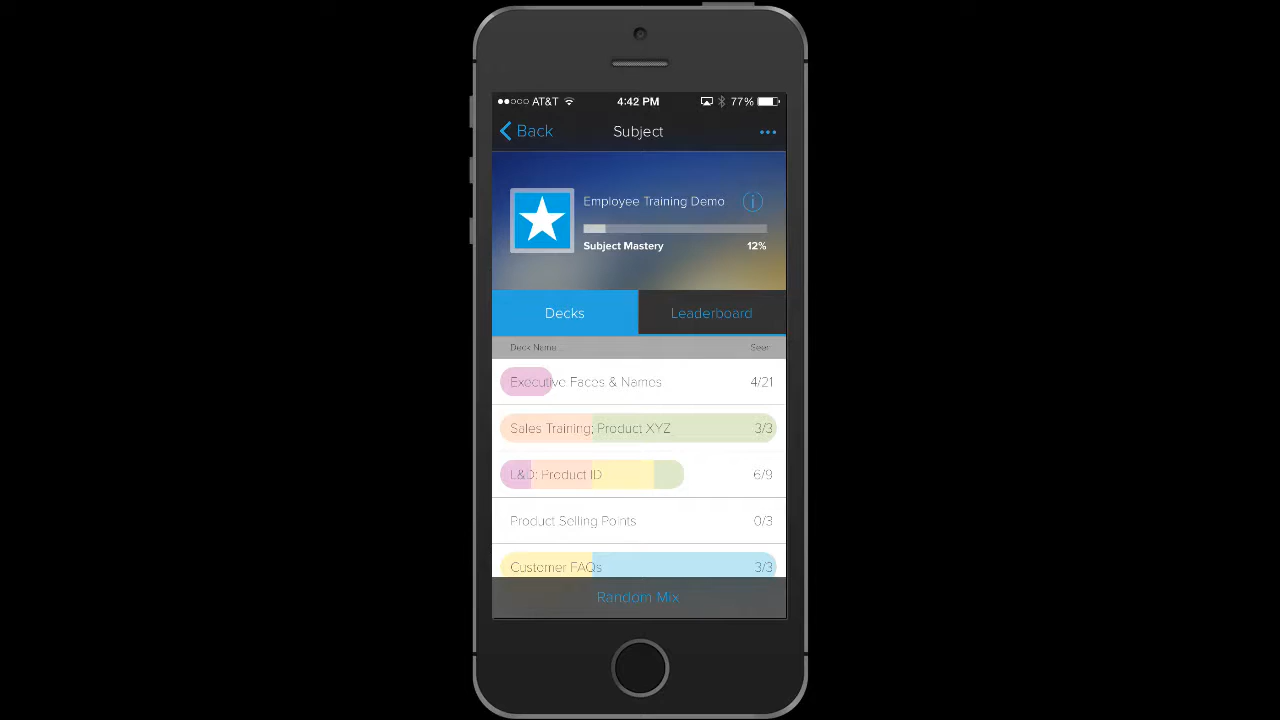 AT&T 4:42 PM 77%
Back Subject
Employee Training Demo
Subject Mastery 12%
Decks Leaderboard
Deck Name... Seen
Executive Faces & Names 4/21
Sales Training; Product XYZ 3/3
L&D: Product ID 6/9
Product Selling Points 0/3
Customer FAQs 3/3
Random Mix